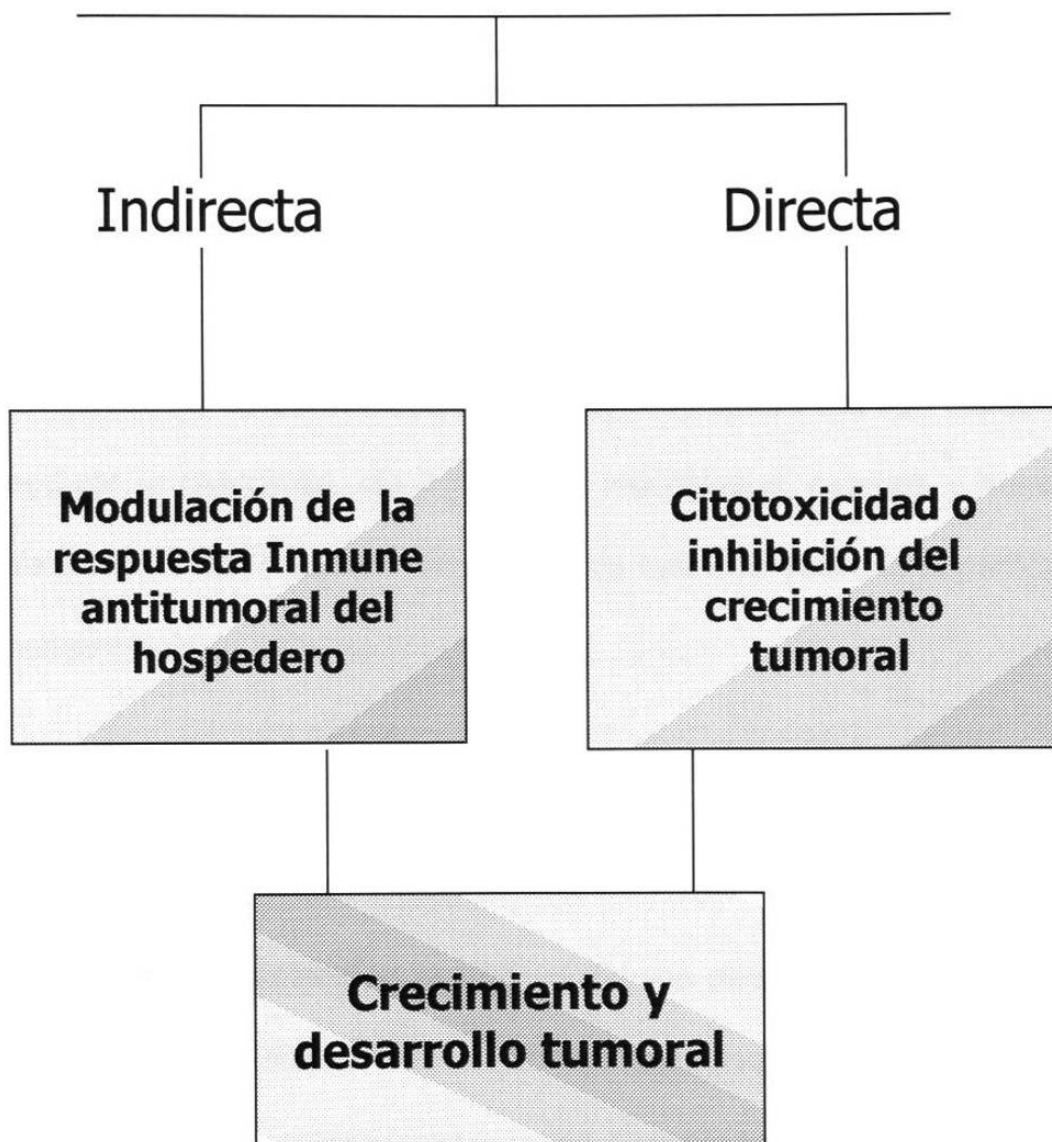 Indirecta
Directa
Modulación de la
respuesta Inmune
antitumoral del
hospedero
Citotoxicidad o
inhibición del
crecimiento
tumoral
Crecimiento y
desarrollo tumoral